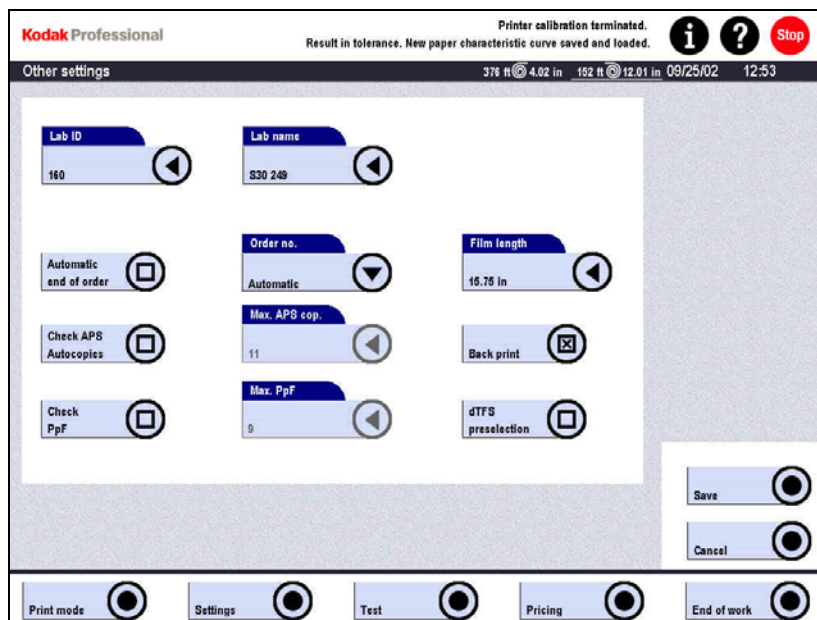 Kodak Professional
Printer calibration terminated.
Result in tolerance. New paper characteristic curve saved and loaded.
i ? Stop
Other settings
376 ft 4.02 in 152 ft 12.01 in 09/25/02 12:53
Lab ID
160
Lab name
S30 249
Automatic
end of order
Order no.
Automatic
Film length
15.75 in
Check APS
Autocopies
Max. APS cop.
11
Back print
Check
PpF
Max. PpF
9
dTFS
preselection
Save
Cancel
Print mode
Settings
Test
Pricing
End of work